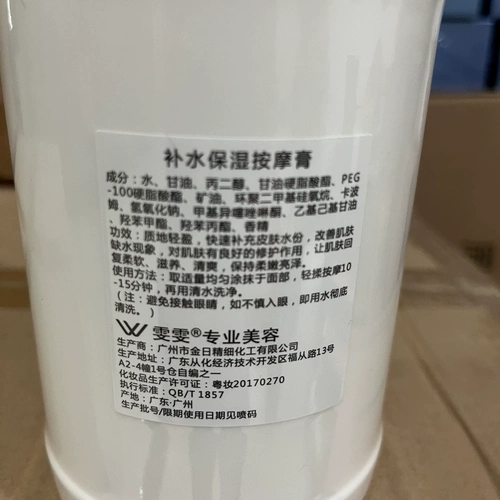 补水保湿按摩膏
成分：水、甘油、丙二醇、甘油硬脂酸酯、PEG
-100硬脂酸酯、矿油、环聚二甲基硅氧烷、卡波
姆、氢氧化钠、甲基异噻唑啉酮、乙基己基甘油
、羟苯甲酯、羟苯丙酯、香精
功效：质地轻盈，快速补充皮肤水份，改善肌肤
缺水现象，对肌肤有良好的修护作用，让肌肤回
复柔软、滋养、清爽，保持柔嫩亮泽。
使用方法：取适量均匀涂抹于面部，轻揉按摩10
-15分钟，再用清水洗净。
（注：避免接触眼睛，如不慎入眼，即用水彻底
清洗。）
雯雯®专业美容
生产商：广州市金日精细化工有限公司
生产地址：广东从化经济技术开发区福从路13号
A2-4幢1号仓自编之一
化妆品生产许可证：粤妆20170270
执行标准：QB/T 1857
产地：广东·广州
生产批号/限期使用日期见喷码